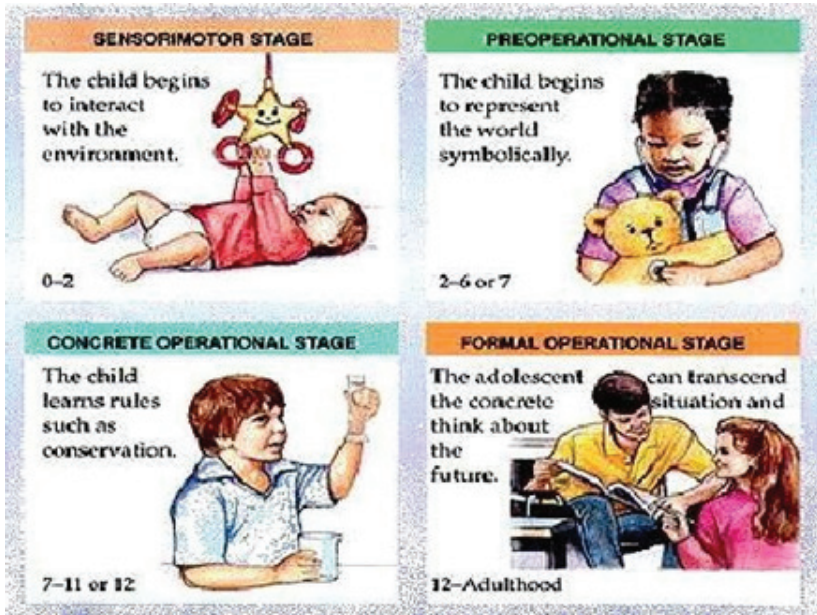 SENSORIMOTOR STAGE
The child begins
to interact
with the
environment.
0–2
PREOPERATIONAL STAGE
The child begins
to represent
the world
symbolically.
2–6 or 7
CONCRETE OPERATIONAL STAGE
The child
learns rules
such as
conservation.
7–11 or 12
FORMAL OPERATIONAL STAGE
The adolescent can transcend
the concrete situation and
think about
the
future.
12–Adulthood